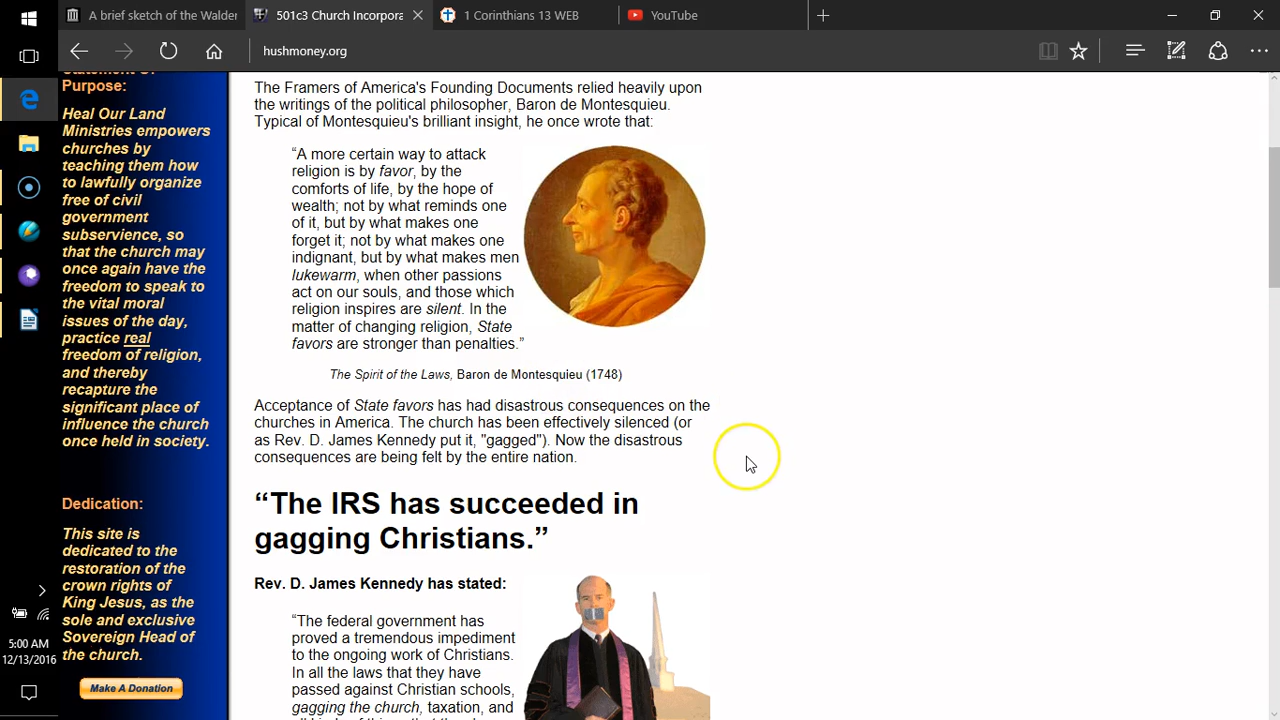 A brief sketch of the Walden
501c3 Church Incorpora
1 Corinthians 13 WEB
YouTube
hushmoney.org
Statement Of
Purpose:
Heal Our Land
Ministries empowers
churches by
teaching them how
to lawfully organize
free of civil
government
subservience, so
that the church may
once again have the
freedom to speak to
the vital moral
issues of the day,
practice real
freedom of religion,
and thereby
recapture the
significant place of
influence the church
once held in society.
Dedication:
This site is
dedicated to the
restoration of the
crown rights of
King Jesus, as the
sole and exclusive
Sovereign Head of
the church.
Make A Donation
The Framers of America's Founding Documents relied heavily upon
the writings of the political philosopher, Baron de Montesquieu.
Typical of Montesquieu's brilliant insight, he once wrote that:
“A more certain way to attack
religion is by favor, by the
comforts of life, by the hope of
wealth; not by what reminds one
of it, but by what makes one
forget it; not by what makes one
indignant, but by what makes men
lukewarm, when other passions
act on our souls, and those which
religion inspires are silent. In the
matter of changing religion, State
favors are stronger than penalties.”
The Spirit of the Laws, Baron de Montesquieu (1748)
Acceptance of State favors has had disastrous consequences on the
churches in America. The church has been effectively silenced (or
as Rev. D. James Kennedy put it, "gagged"). Now the disastrous
consequences are being felt by the entire nation.
“The IRS has succeeded in
gagging Christians.”
Rev. D. James Kennedy has stated:
“The federal government has
proved a tremendous impediment
to the ongoing work of Christians.
In all the laws that they have
passed against Christian schools,
gagging the church, taxation, and
5:00 AM
12/13/2016